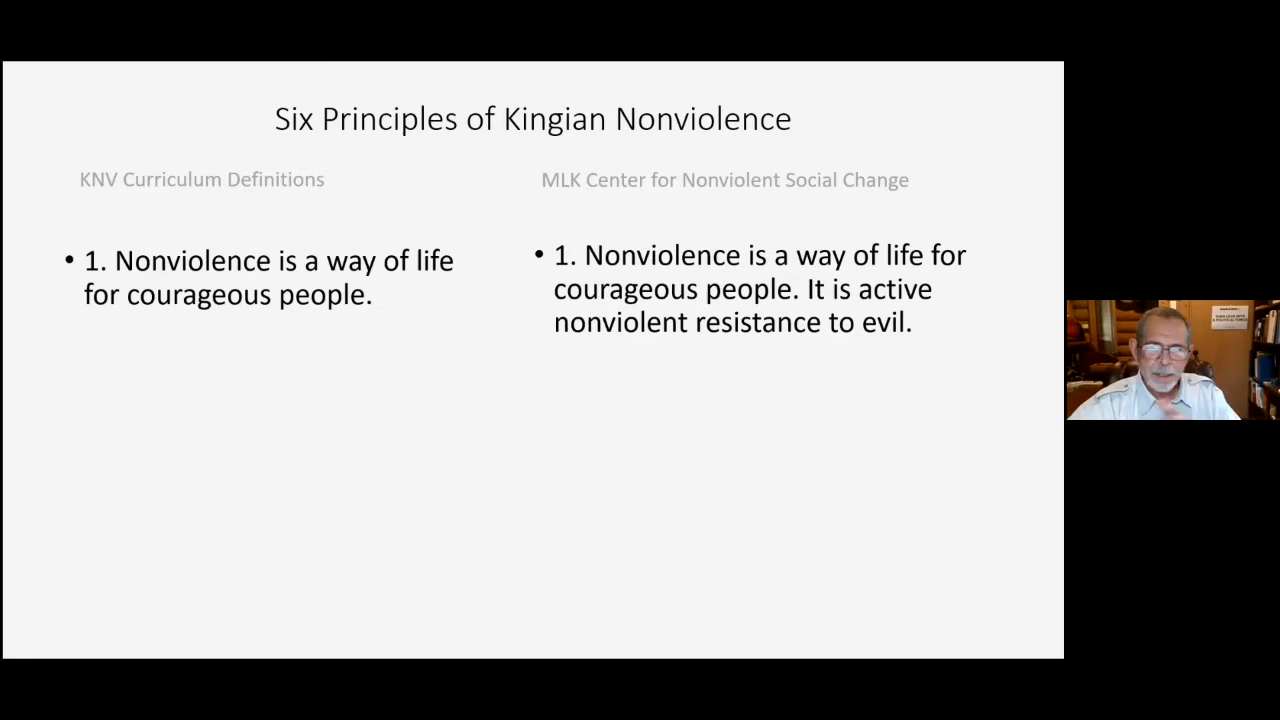 Six Principles of Kingian Nonviolence
KNV Curriculum Definitions
• 1. Nonviolence is a way of life
for courageous people.
MLK Center for Nonviolent Social Change
• 1. Nonviolence is a way of life for
courageous people. It is active
nonviolent resistance to evil.